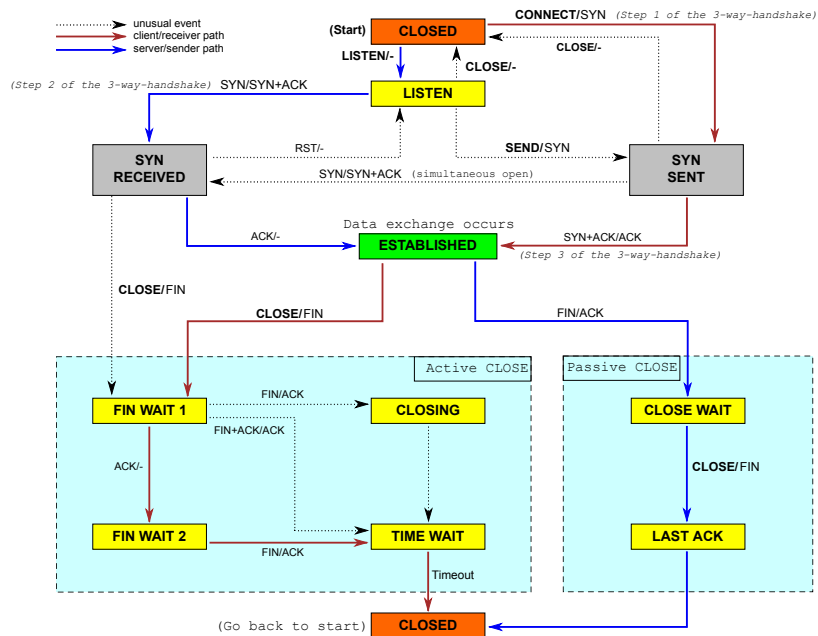 unusual event
client/receiver path
server/sender path
(Start)
CLOSED
CONNECT/SYN (Step 1 of the 3-way-handshake)
CLOSE/-
LISTEN/-
CLOSE/-
(Step 2 of the 3-way-handshake) SYN/SYN+ACK
LISTEN
RST/-
SEND/SYN
SYN
RECEIVED
SYN
SENT
SYN/SYN+ACK (simultaneous open)
Data exchange occurs
ACK/-
ESTABLISHED
SYN+ACK/ACK
(Step 3 of the 3-way-handshake)
CLOSE/FIN
CLOSE/FIN
FIN/ACK
Active CLOSE
Passive CLOSE
FIN WAIT 1
FIN/ACK
CLOSING
CLOSE WAIT
FIN+ACK/ACK
ACK/-
CLOSE/FIN
FIN WAIT 2
FIN/ACK
TIME WAIT
LAST ACK
Timeout
(Go back to start)
CLOSED